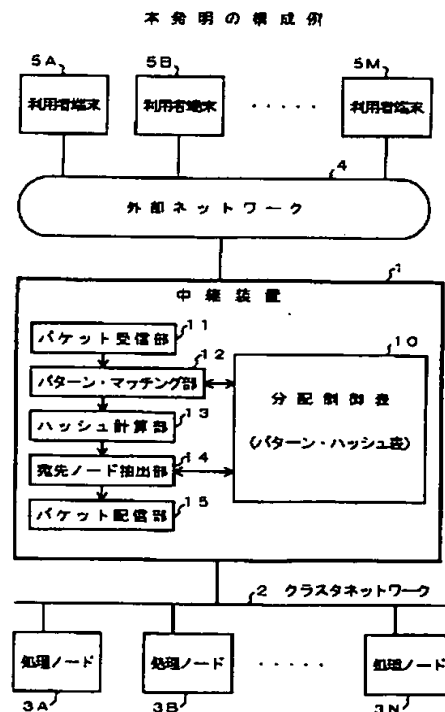 本発明の構成例
5A 5B 5M
利用者端末 利用者端末 ・・・・・ 利用者端末
4
外部ネットワーク
1
中継装置
11
パケット受信部
12
パターン・マッチング部
13
ハッシュ計算部
14
宛先ノード抽出部
15
パケット配信部
10
分配制御表
(パターン・ハッシュ表)
2 クラスタネットワーク
処理ノード 処理ノード ・・・・・ 処理ノード
3A 3B 3N